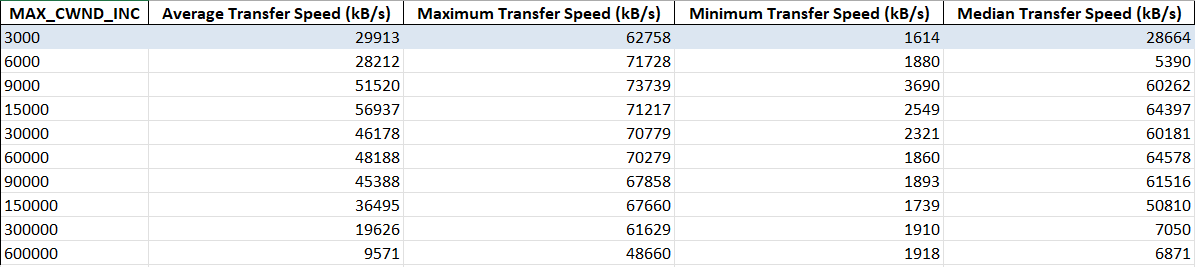 MAX_CWND_INC Average Transfer Speed (kB/s) Maximum Transfer Speed (kB/s) Minimum Transfer Speed (kB/s) Median Transfer Speed (kB/s)
3000 29913 62758 1614 28664
6000 28212 71728 1880 5390
9000 51520 73739 3690 60262
15000 56937 71217 2549 64397
30000 46178 70779 2321 60181
60000 48188 70279 1860 64578
90000 45388 67858 1893 61516
150000 36495 67660 1739 50810
300000 19626 61629 1910 7050
600000 9571 48660 1918 6871